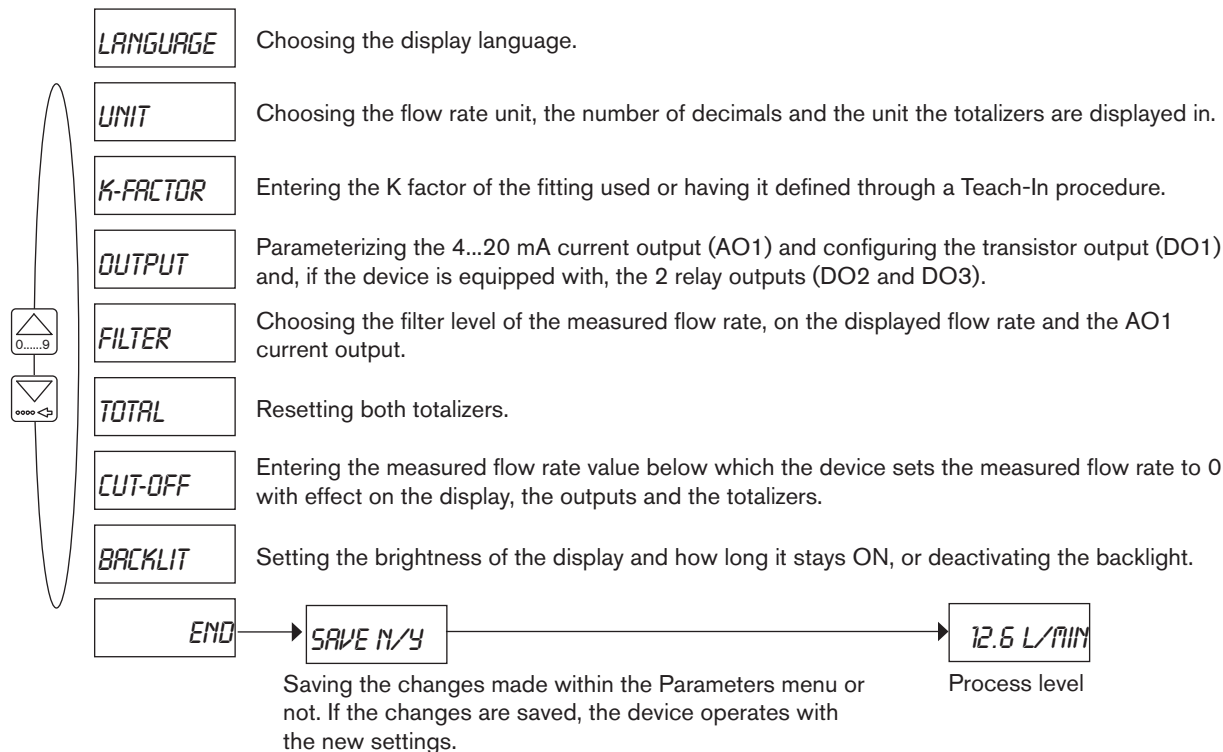 LANGUAGE Choosing the display language.
UNIT Choosing the flow rate unit, the number of decimals and the unit the totalizers are displayed in.
K-FACTOR Entering the K factor of the fitting used or having it defined through a Teach-In procedure.
OUTPUT Parameterizing the 4...20 mA current output (AO1) and configuring the transistor output (DO1)
and, if the device is equipped with, the 2 relay outputs (DO2 and DO3).
0......9
FILTER Choosing the filter level of the measured flow rate, on the displayed flow rate and the AO1
current output.
TOTAL Resetting both totalizers.
CUT-OFF Entering the measured flow rate value below which the device sets the measured flow rate to 0
with effect on the display, the outputs and the totalizers.
BACKLIT Setting the brightness of the display and how long it stays ON, or deactivating the backlight.
END SAVE N/Y 12.6 L/MIN
Saving the changes made within the Parameters menu or
not. If the changes are saved, the device operates with
the new settings.
Process level